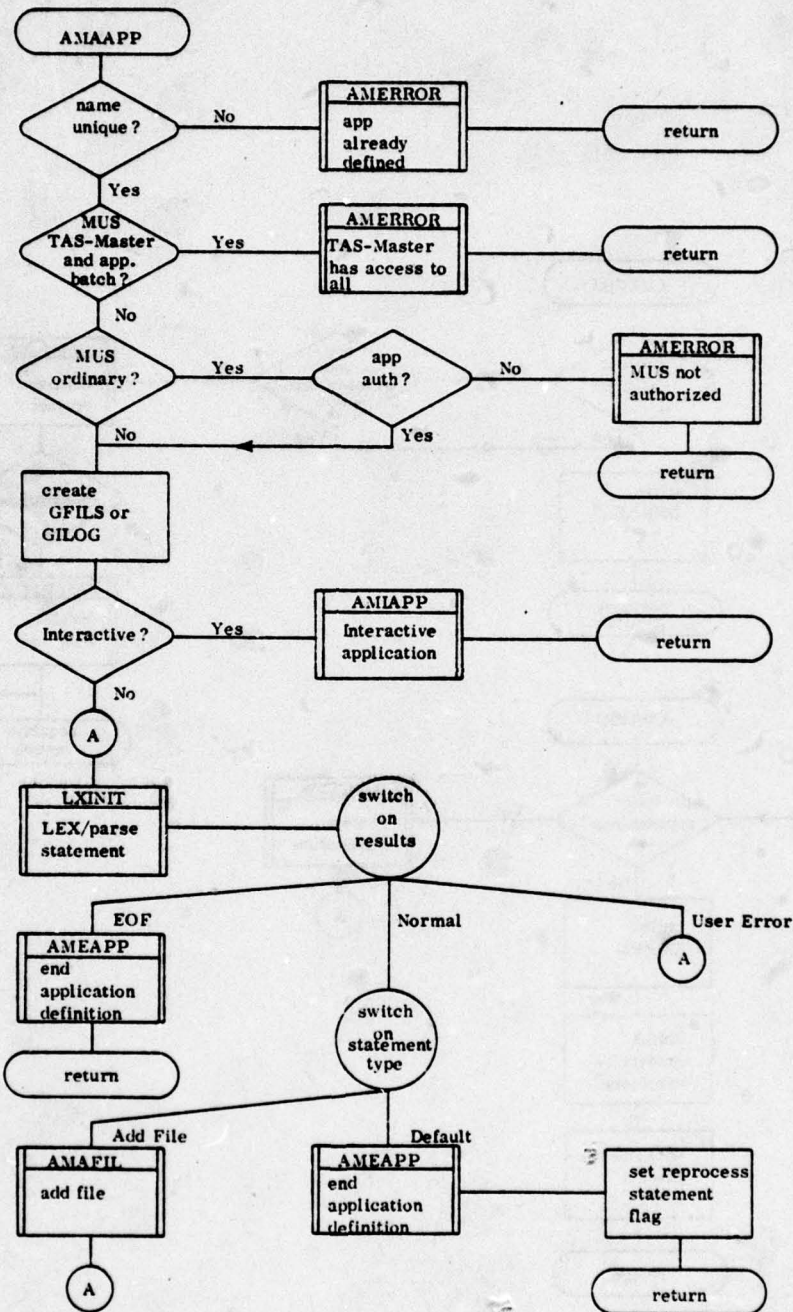 AMAAPP
name
unique?
No
AMERROR
app
already
defined
return
Yes
MUS
TAS-Master
and app.
batch?
Yes
AMERROR
TAS-Master
has access to
all
return
No
MUS
ordinary?
Yes
app
auth?
No
AMERROR
MUS not
authorized
return
Yes
No
create
GFILS or
GILOG
Interactive?
Yes
AMIAPP
Interactive
application
return
No
A
LXINIT
LEX/parse
statement
switch
on
results
EOF
Normal
User Error
AMEAPP
end
application
definition
return
A
switch
on
statement
type
Add File
Default
AMAFIL
add file
A
AMEAPP
end
application
definition
set reprocess
statement
flag
return